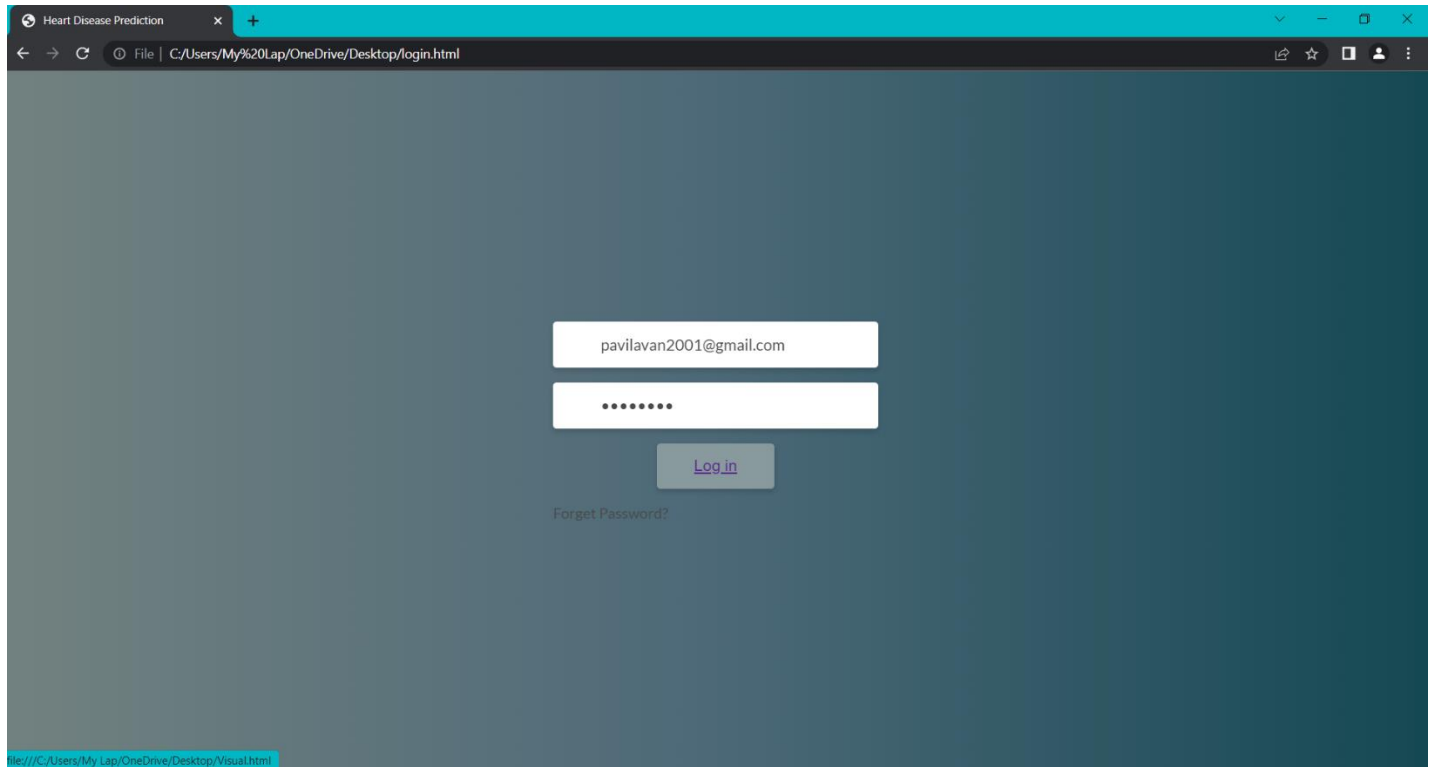 Heart Disease Prediction
File | C:/Users/My%20Lap/OneDrive/Desktop/login.html
pavilavan2001@gmail.com
••••••••
Log in
Forget Password?
file:///C:/Users/My Lap/OneDrive/Desktop/Visual.html